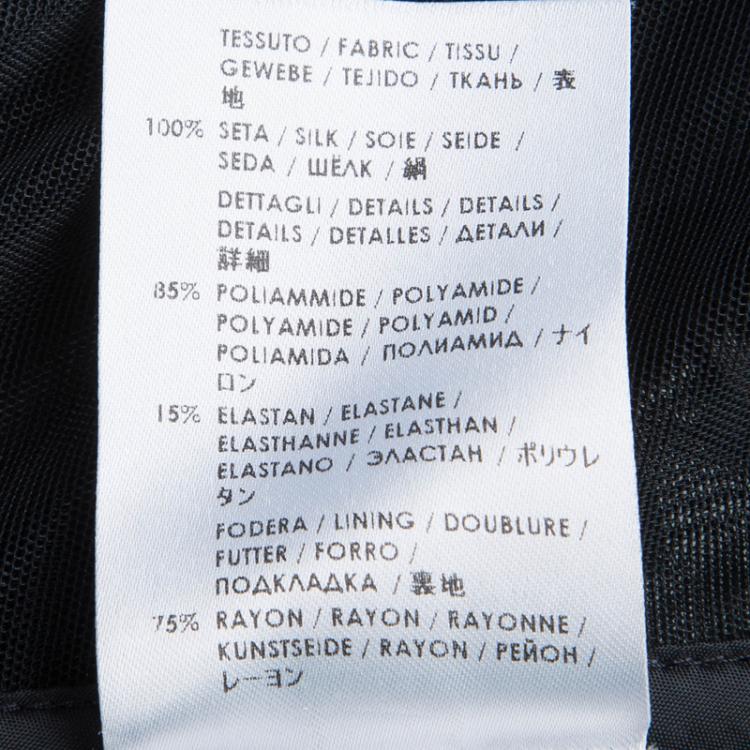 TESSUTO / FABRIC / TISSU /
GEWEBE / TEJIDO / ТКАНЬ / 表
地
100% SETA / SILK / SOIE / SEIDE /
SEDA / ШЁЛК / 絹
DETTAGLI / DETAILS / DETAILS /
DETAILS / DETALLES / ДЕТАЛИ /
詳細
85% POLIAMMIDE / POLYAMIDE /
POLYAMIDE / POLYAMID /
POLIAMIDA / ПОЛИАМИД / ナイ
ロン
15% ELASTAN / ELASTANE /
ELASTHANNE / ELASTHAN /
ELASTANO / ЭЛАСТАН / ポリウレ
タン
FODERA / LINING / DOUBLURE /
FUTTER / FORRO /
ПОДКЛАДКА / 裏地
75% RAYON / RAYON / RAYONNE /
KUNSTSEIDE / RAYON / РЕЙОН /
レーヨン